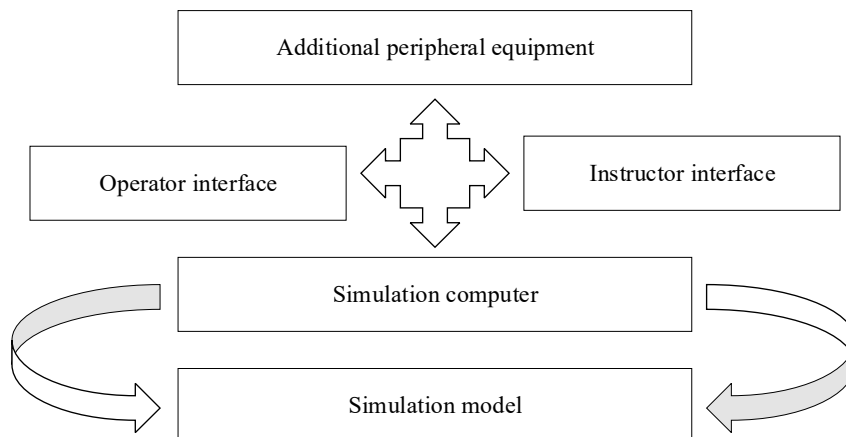 Additional peripheral equipment
Operator interface
Instructor interface
Simulation computer
Simulation model